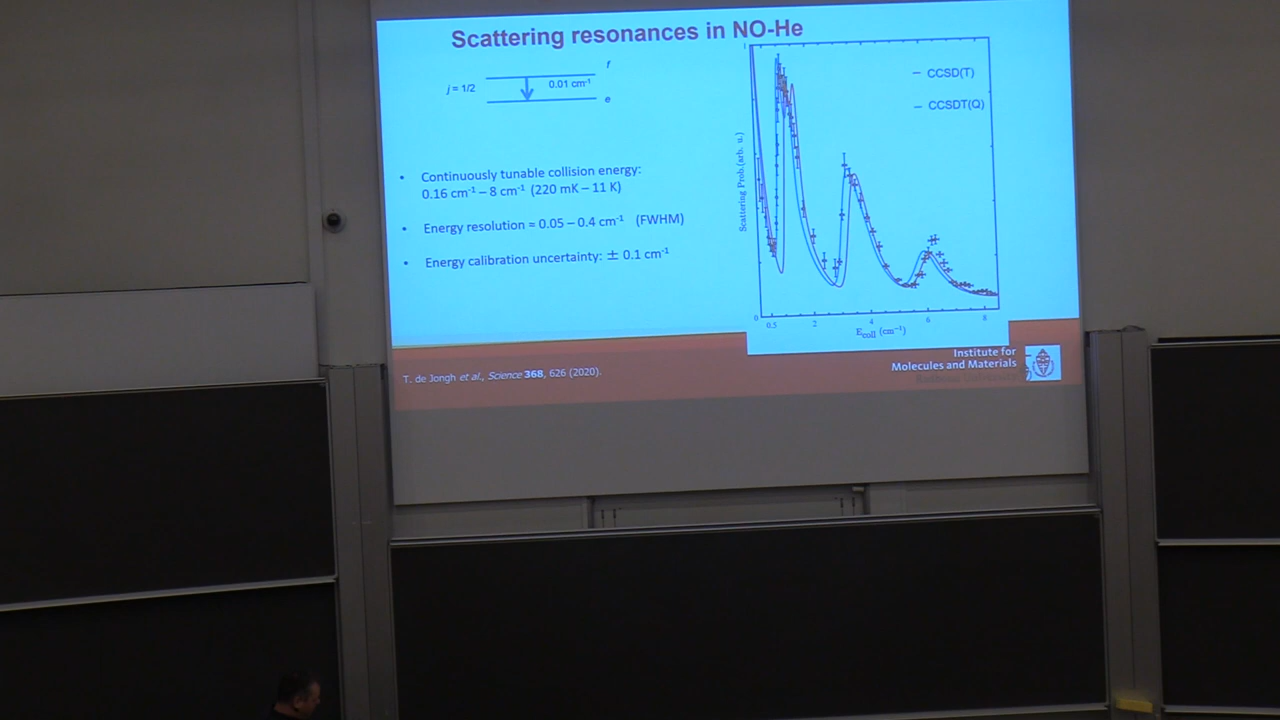 Scattering resonances in NO-He
f
j = 1/2
0.01 cm⁻¹
e
• Continuously tunable collision energy:
0.16 cm⁻¹ – 8 cm⁻¹ (220 mK – 11 K)
• Energy resolution = 0.05 – 0.4 cm⁻¹ (FWHM)
• Energy calibration uncertainty: ± 0.1 cm⁻¹
1
CCSD(T)
CCSDT(Q)
Scattering Prob.(arb. u.)
0
0.5 2 4 6 8
E_coll (cm⁻¹)
T. de Jongh et al., Science 368, 626 (2020).
Institute for
Molecules and Materials
Radboud University